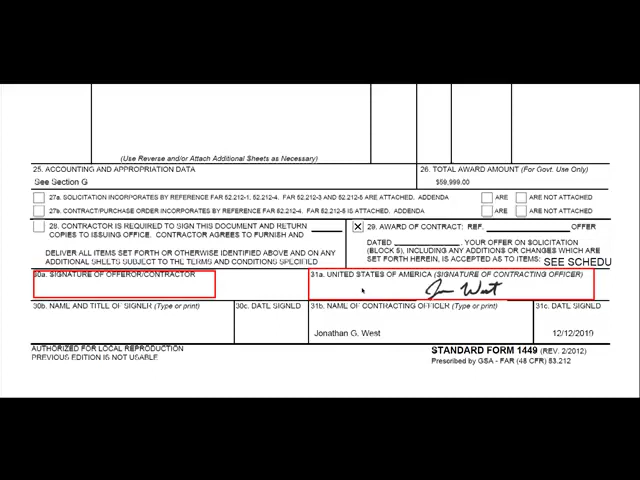 (Use Reverse and/or Attach Additional Sheets as Necessary)
25. ACCOUNTING AND APPROPRIATION DATA
26. TOTAL AWARD AMOUNT (For Govt. Use Only)
See Section G
$59,999.00
27a. SOLICITATION INCORPORATES BY REFERENCE FAR 52.212-1, 52.212-4. FAR 52.212-3 AND 52.212-5 ARE ATTACHED. ADDENDA
ARE
ARE NOT ATTACHED
27b. CONTRACT/PURCHASE ORDER INCORPORATES BY REFERENCE FAR 52.212-4. FAR 52.212-5 IS ATTACHED. ADDENDA
ARE
ARE NOT ATTACHED
28. CONTRACTOR IS REQUIRED TO SIGN THIS DOCUMENT AND RETURN
COPIES TO ISSUING OFFICE. CONTRACTOR AGREES TO FURNISH AND
DELIVER ALL ITEMS SET FORTH OR OTHERWISE IDENTIFIED ABOVE AND ON ANY
ADDITIONAL SHEETS SUBJECT TO THE TERMS AND CONDITIONS SPECIFIED
29. AWARD OF CONTRACT: REF. OFFER
DATED . YOUR OFFER ON SOLICITATION
(BLOCK 5), INCLUDING ANY ADDITIONS OR CHANGES WHICH ARE
SET FORTH HEREIN, IS ACCEPTED AS TO ITEMS: SEE SCHEDU
30a. SIGNATURE OF OFFEROR/CONTRACTOR
31a. UNITED STATES OF AMERICA (SIGNATURE OF CONTRACTING OFFICER)
Jon West
30b. NAME AND TITLE OF SIGNER (Type or print)
30c. DATE SIGNED
31b. NAME OF CONTRACTING OFFICER (Type or print)
31c. DATE SIGNED
Jonathan G. West
12/12/2019
AUTHORIZED FOR LOCAL REPRODUCTION
PREVIOUS EDITION IS NOT USABLE
STANDARD FORM 1449 (REV. 2/2012)
Prescribed by GSA - FAR (48 CFR) 53.212